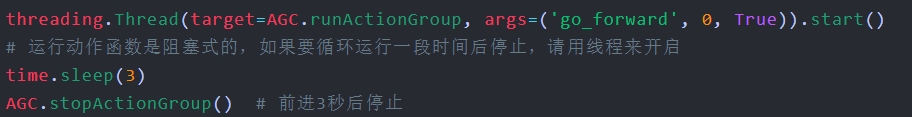 threading.Thread(target=AGC.runActionGroup, args=('go_forward', 0, True)).start()
# 运行动作函数是阻塞式的，如果要循环运行一段时间后停止，请用线程来开启
time.sleep(3)
AGC.stopActionGroup()  # 前进3秒后停止